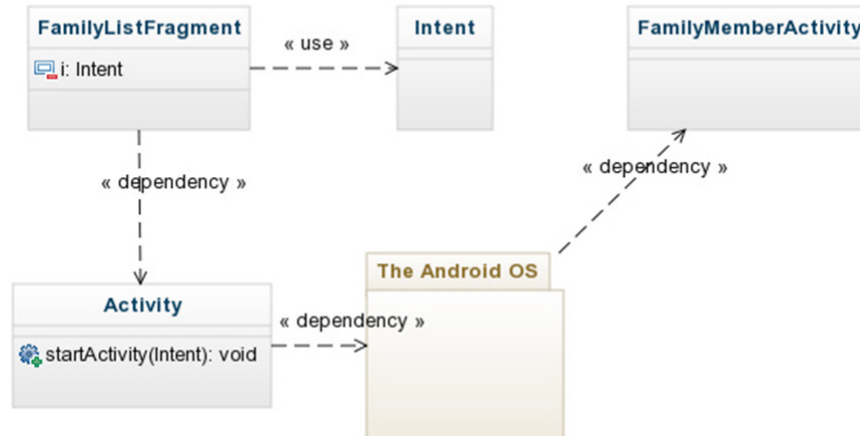 FamilyListFragment
i: Intent
« use »
Intent
FamilyMemberActivity
« dependency »
« dependency »
Activity
startActivity(Intent): void
« dependency »
The Android OS